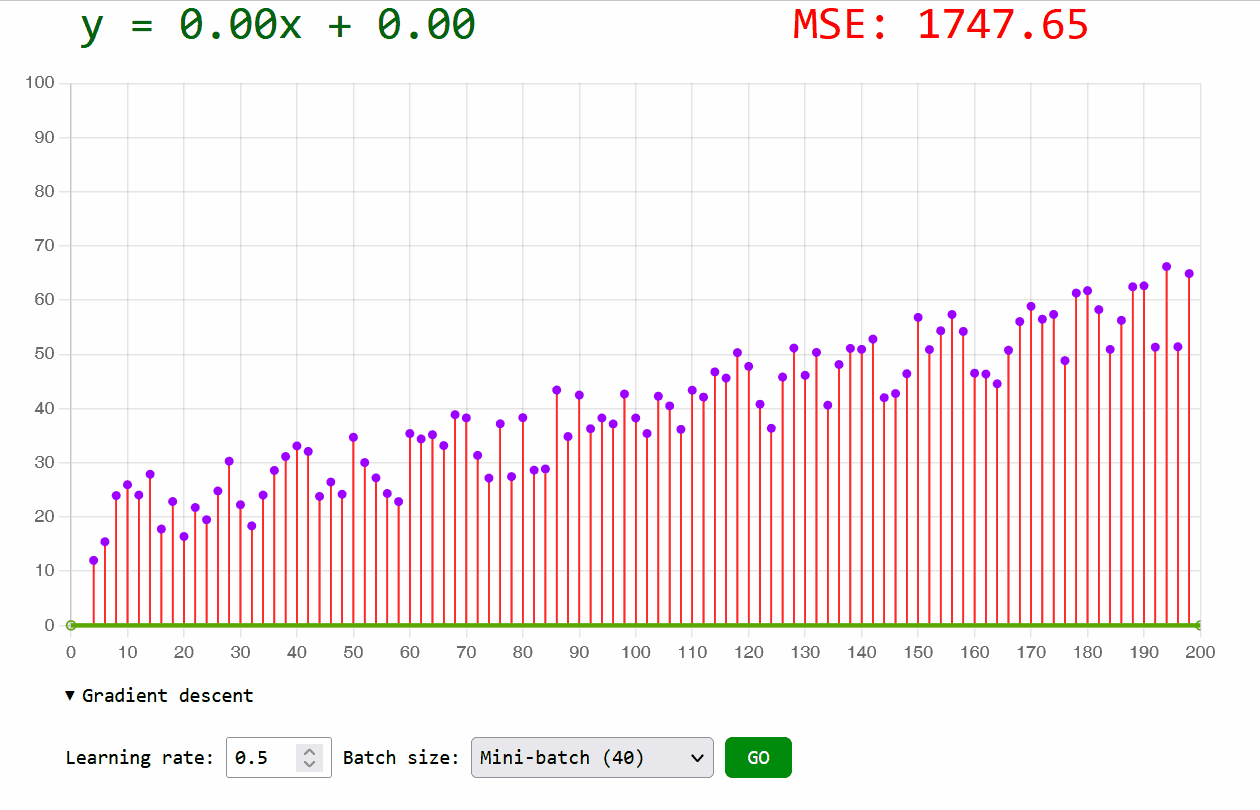 y = 0.00x + 0.00 MSE: 1747.65
100
90
80
70
60
50
40
30
20
10
0
0 10 20 30 40 50 60 70 80 90 100 110 120 130 140 150 160 170 180 190 200
▼ Gradient descent
Learning rate: 0.5 Batch size: Mini-batch (40) GO